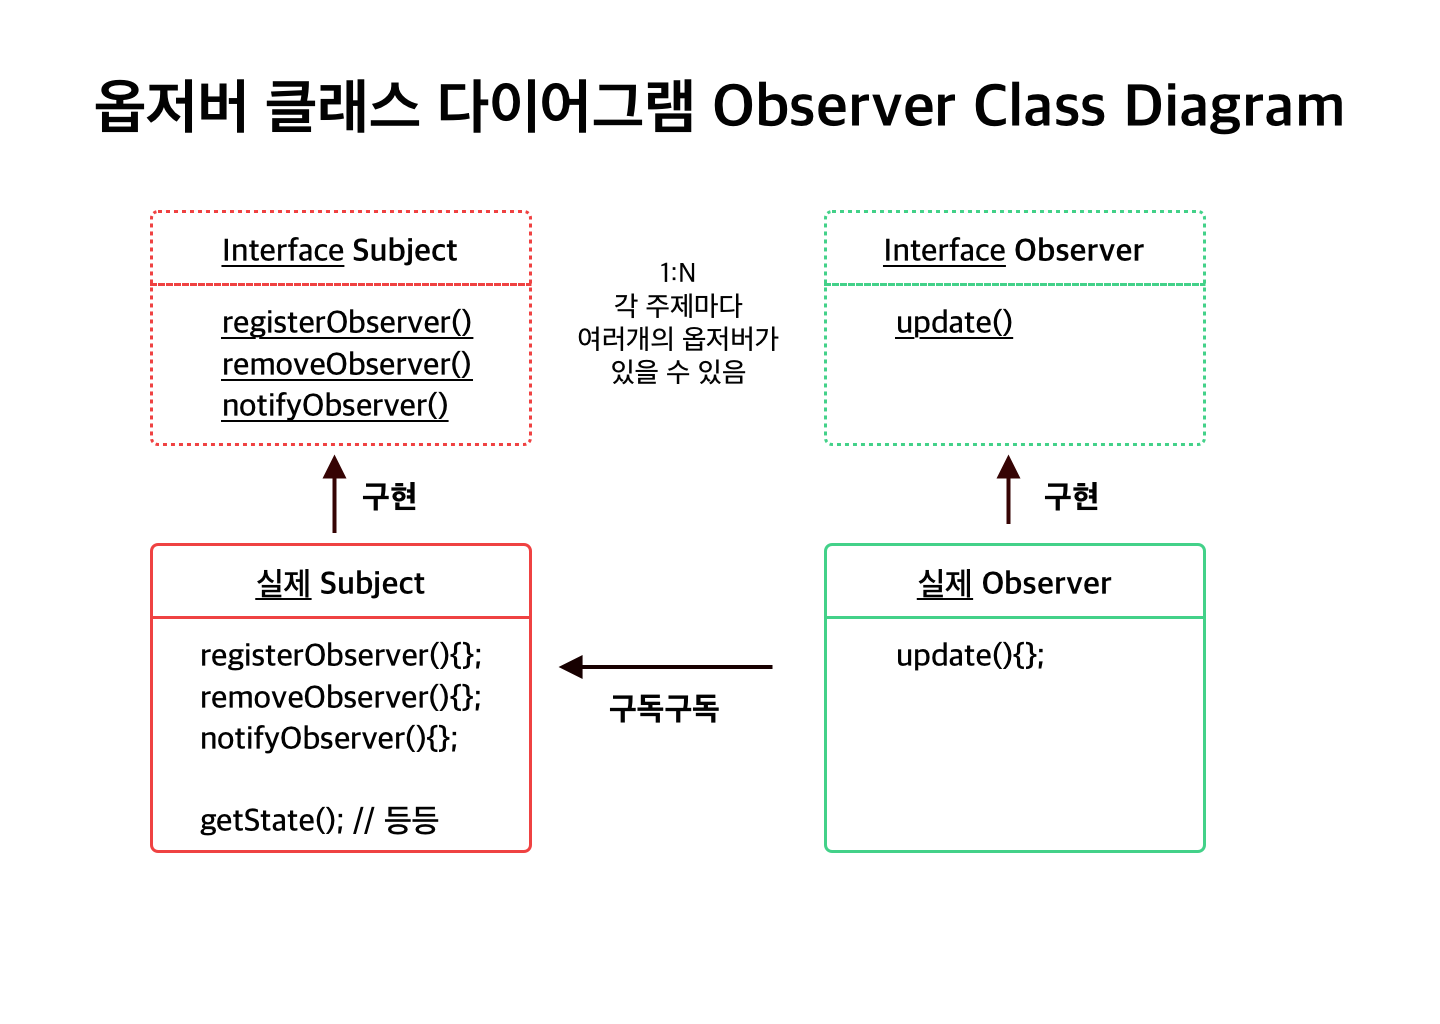 옵저버 클래스 다이어그램 Observer Class Diagram
Interface Subject
registerObserver()
removeObserver()
notifyObserver()
1:N
각 주제마다
여러개의 옵저버가
있을 수 있음
Interface Observer
update()
구현
구현
실제 Subject
registerObserver(){};
removeObserver(){};
notifyObserver(){};
getState(); // 등등
구독구독
실제 Observer
update(){};